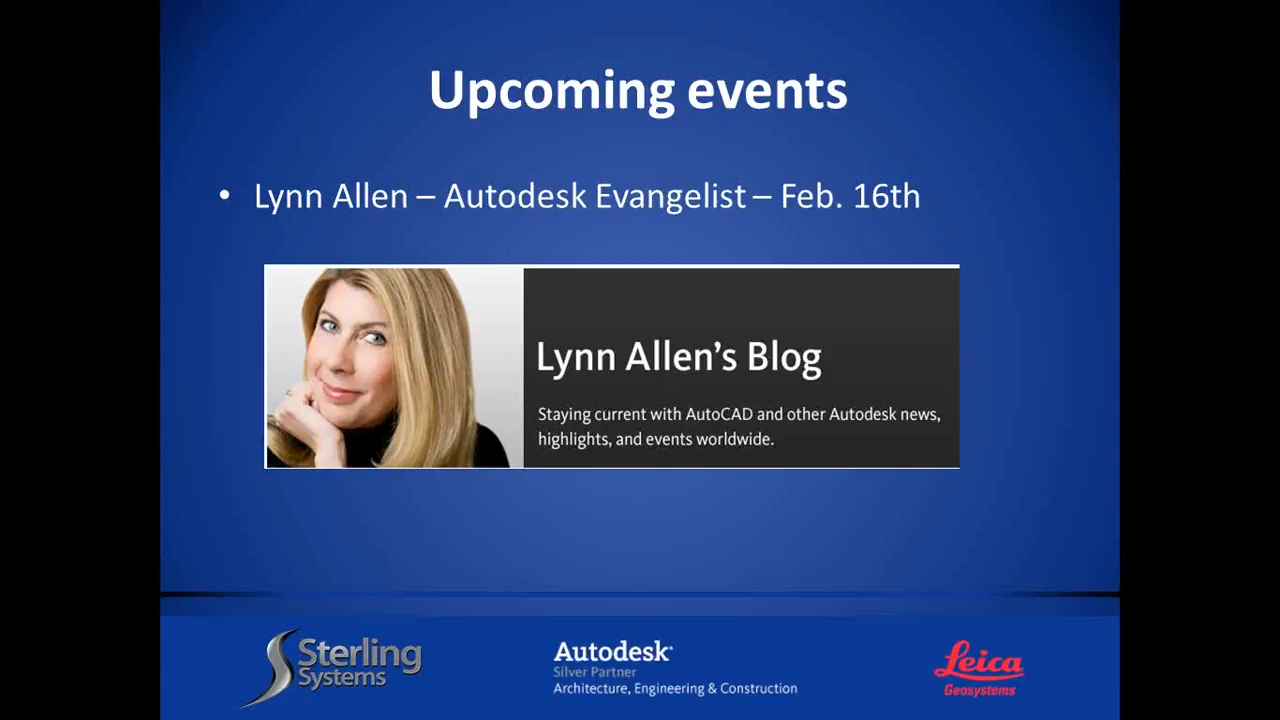 Upcoming events
• Lynn Allen – Autodesk Evangelist – Feb. 16th
Lynn Allen’s Blog
Staying current with AutoCAD and other Autodesk news,
highlights, and events worldwide.
Sterling
Systems
Autodesk®
Silver Partner
Architecture, Engineering & Construction
Leica
Geosystems